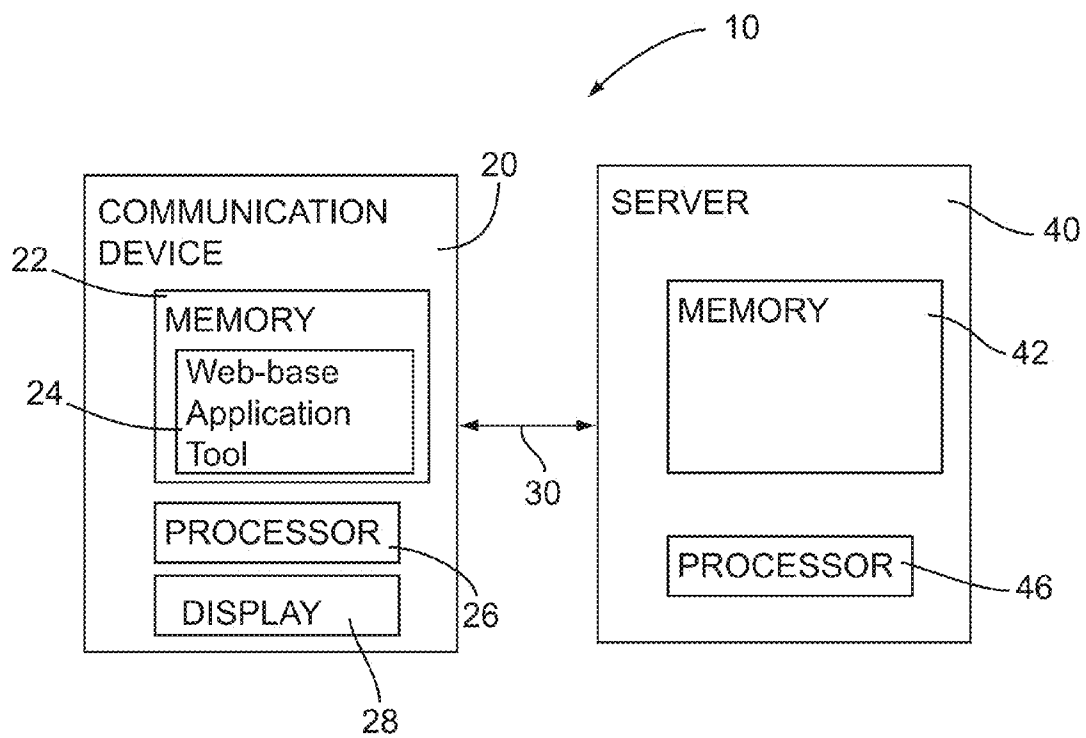 10
20
COMMUNICATION
DEVICE
22
MEMORY
24
Web-base
Application
Tool
PROCESSOR
26
DISPLAY
28
30
SERVER
40
MEMORY
42
PROCESSOR
46